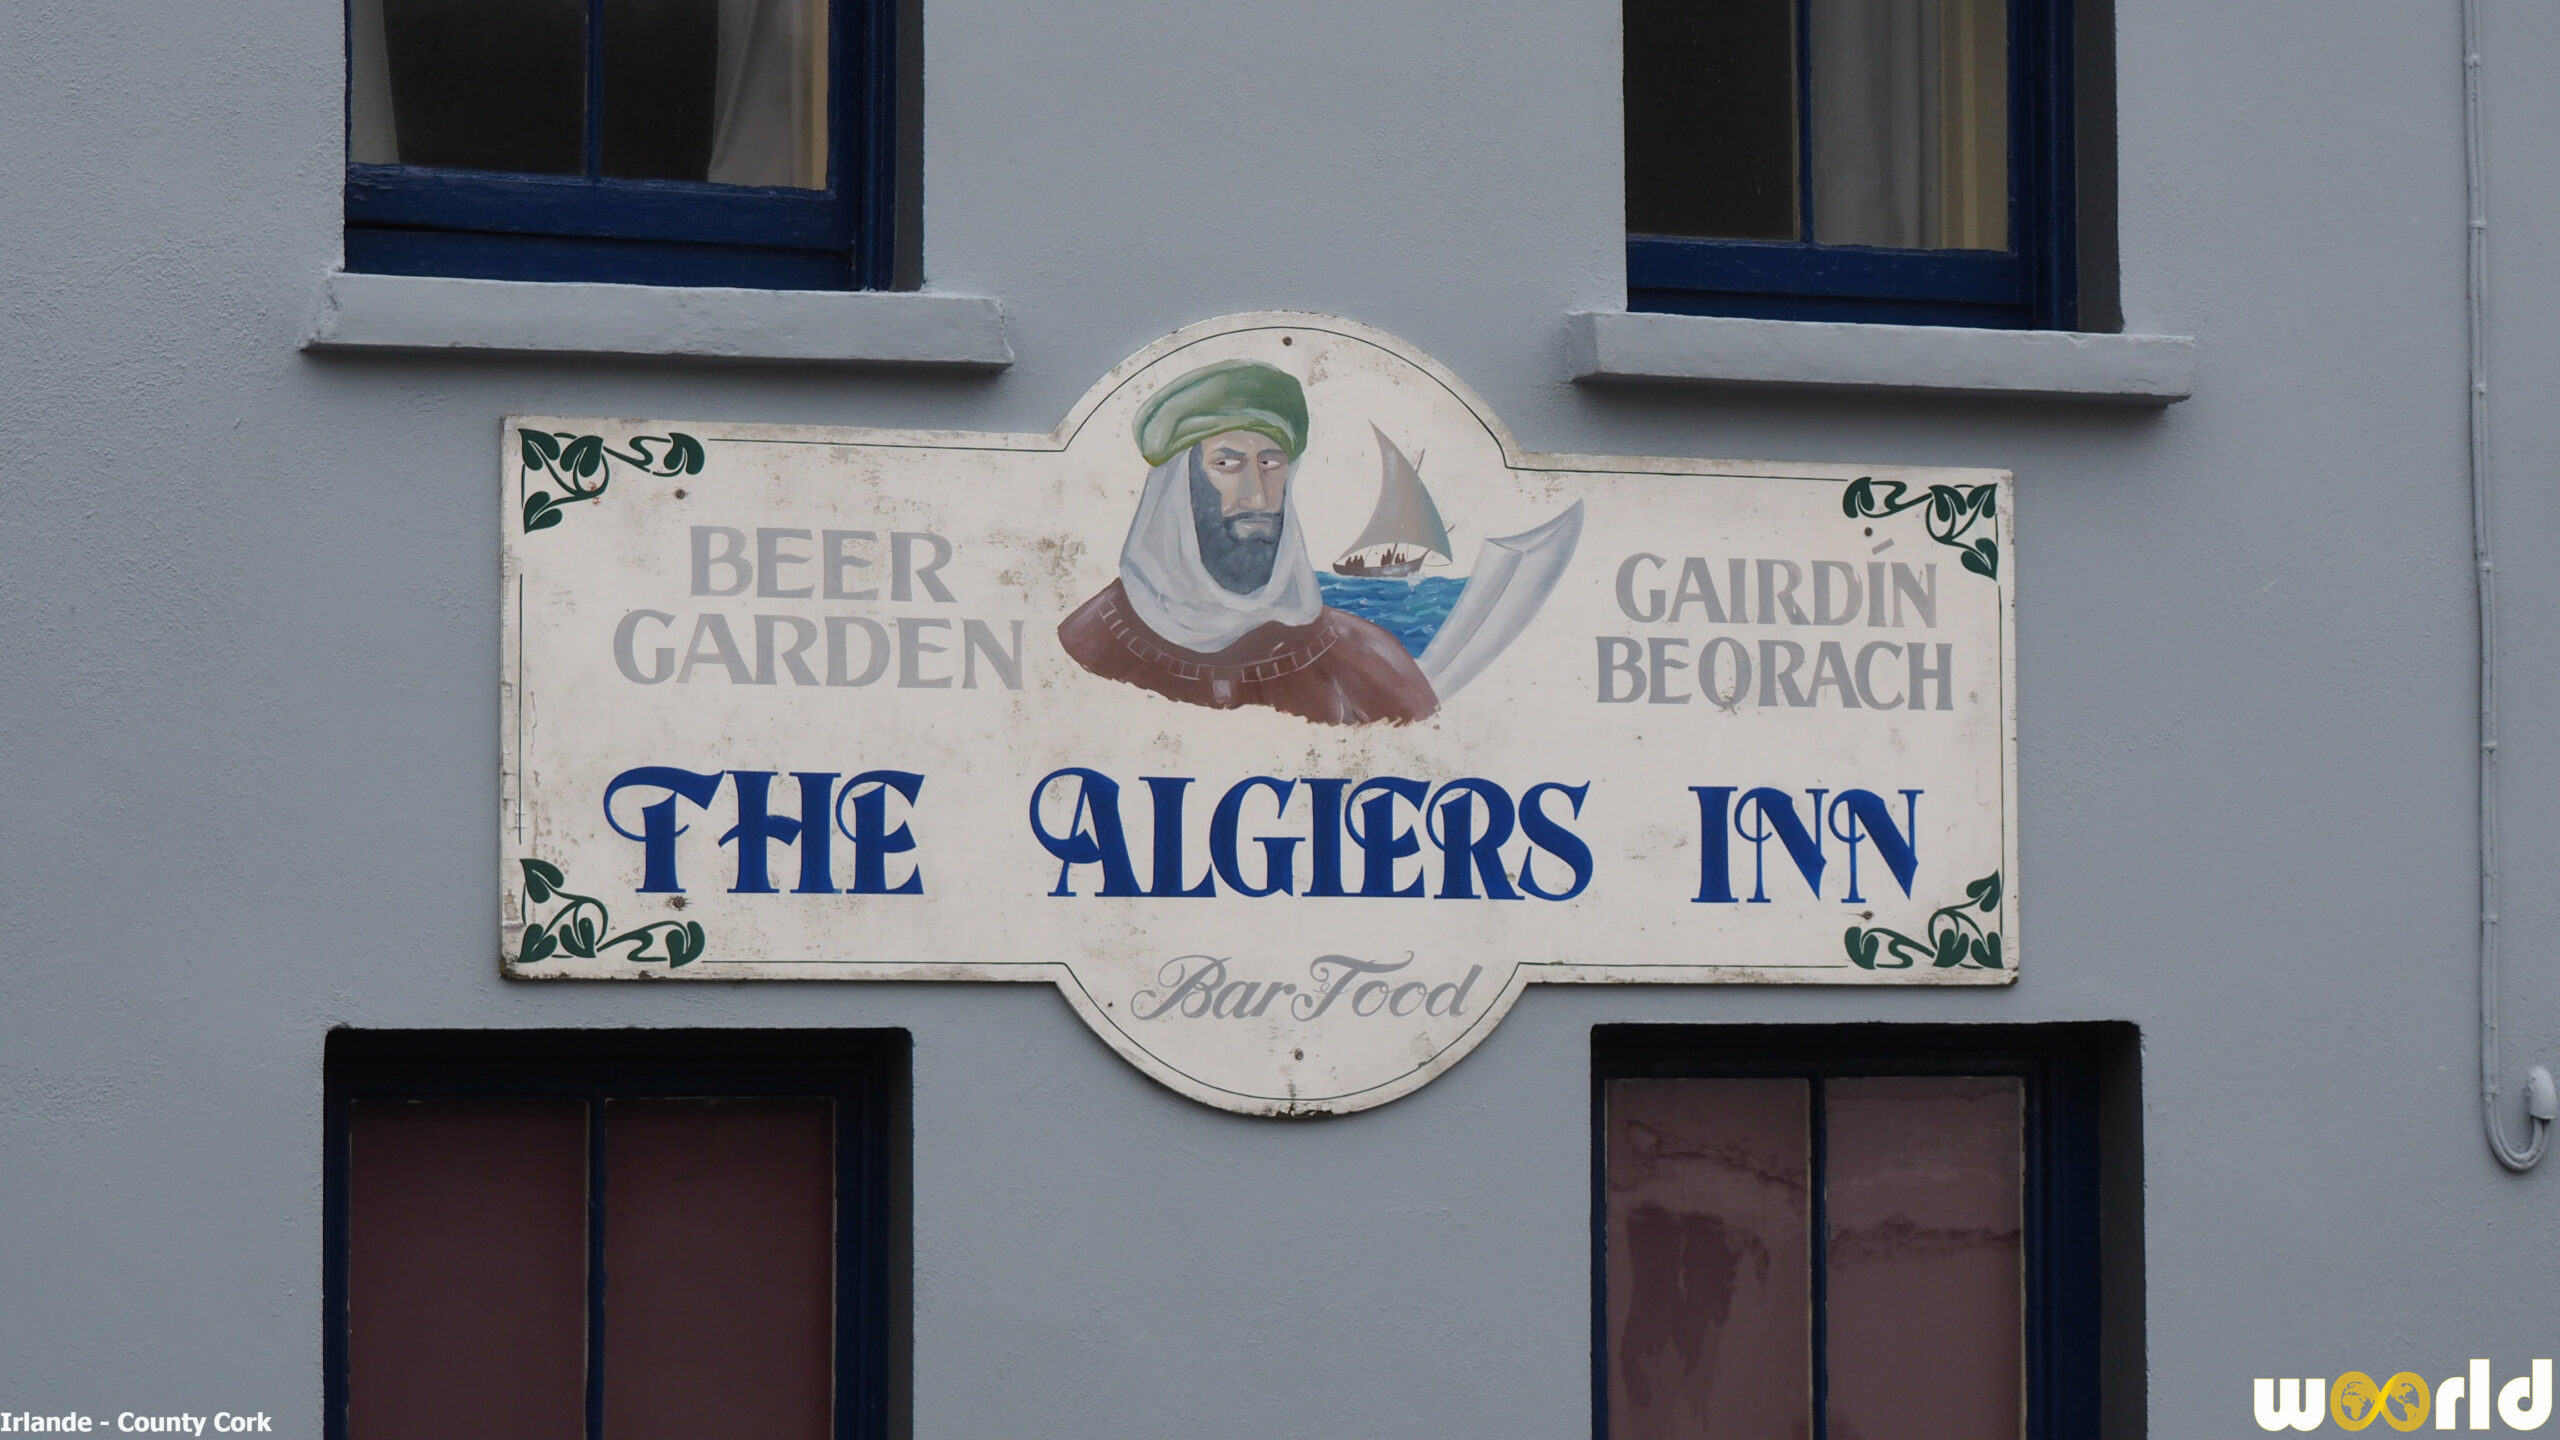 BEER
GARDEN
GAIRDÍN
BEORACH
THE ALGIERS INN
Bar Food
Irlande - County Cork
woorld